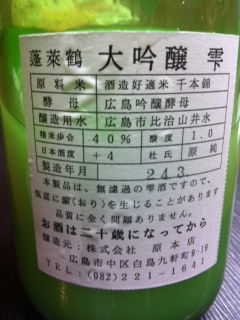 蓬莱鶴 大吟醸 雫
原料米 酒造好適米 千本錦
酵母 広島吟醸酵母
醸造用水 広島市比治山井水
精米歩合 40% 酸度 1.0
日本酒度 +4 杜氏 原 純
製造年月 243
本製品は、無濾過の雫酒ですので、
瓶底に澱(おり)を生じることがあります
品質に全く問題ありません。
お酒は二十歳になってから
醸造元:株式会社 原本店
広島市中区白島九軒町9-19
TEL:(082)221-1641